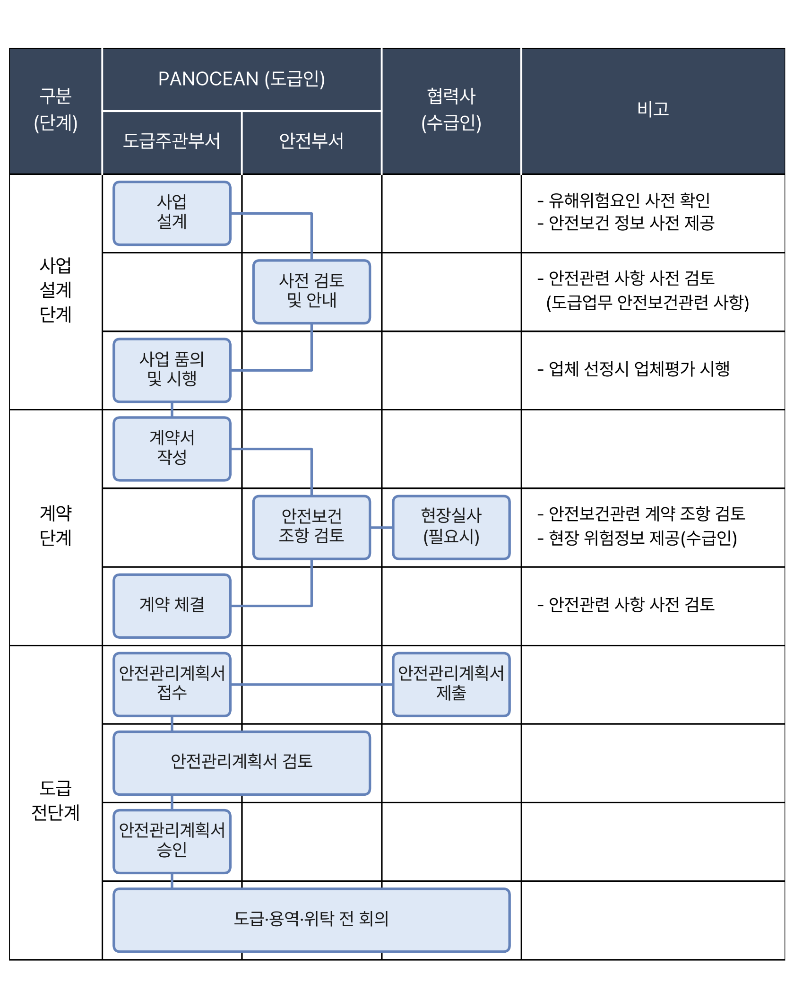 구분
(단계)
PANOCEAN (도급인)
도급주관부서
안전부서
협력사
(수급인)
비고
사업
설계
단계
사업
설계
- 유해위험요인 사전 확인
- 안전보건 정보 사전 제공
사전 검토
및 안내
- 안전관련 사항 사전 검토
(도급업무 안전보건관련 사항)
사업 품의
및 시행
- 업체 선정시 업체평가 시행
계약
단계
계약서
작성
안전보건
조항 검토
현장실사
(필요시)
- 안전보건관련 계약 조항 검토
- 현장 위험정보 제공(수급인)
계약 체결
- 안전관련 사항 사전 검토
도급
전단계
안전관리계획서
접수
안전관리계획서
제출
안전관리계획서 검토
안전관리계획서
승인
도급·용역·위탁 전 회의